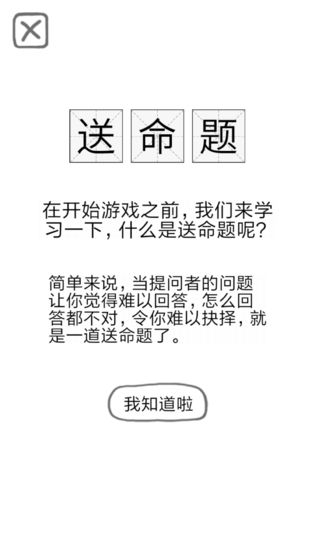 送命题
在开始游戏之前，我们来学
习一下，什么是送命题呢？
简单来说，当提问者的问题
让你觉得难以回答，怎么回
答都不对，令你难以抉择，就
是一道送命题了。
我知道啦